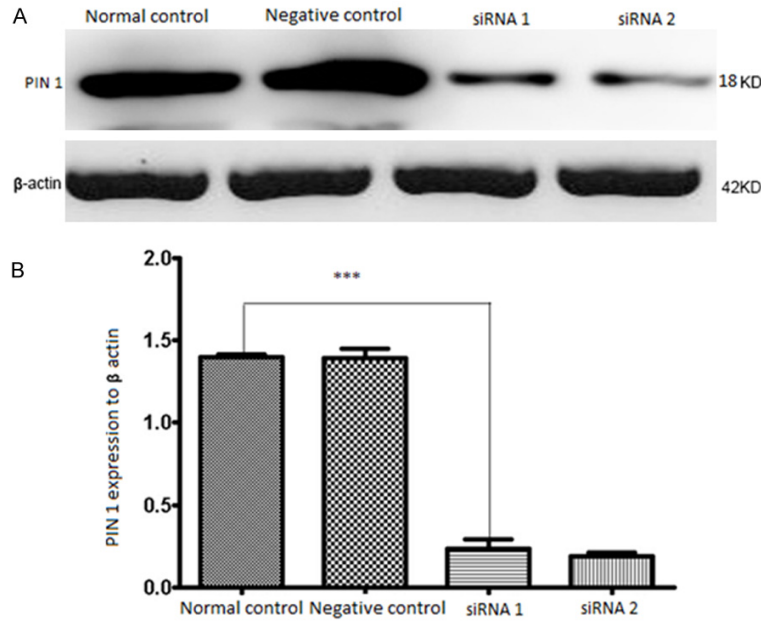 A
Normal control Negative control siRNA 1 siRNA 2
PIN 1 18 KD
β-actin 42KD
B
PIN 1 expression to β actin
2.0
1.5
1.0
0.5
0.0
***
Normal control Negative control siRNA 1 siRNA 2